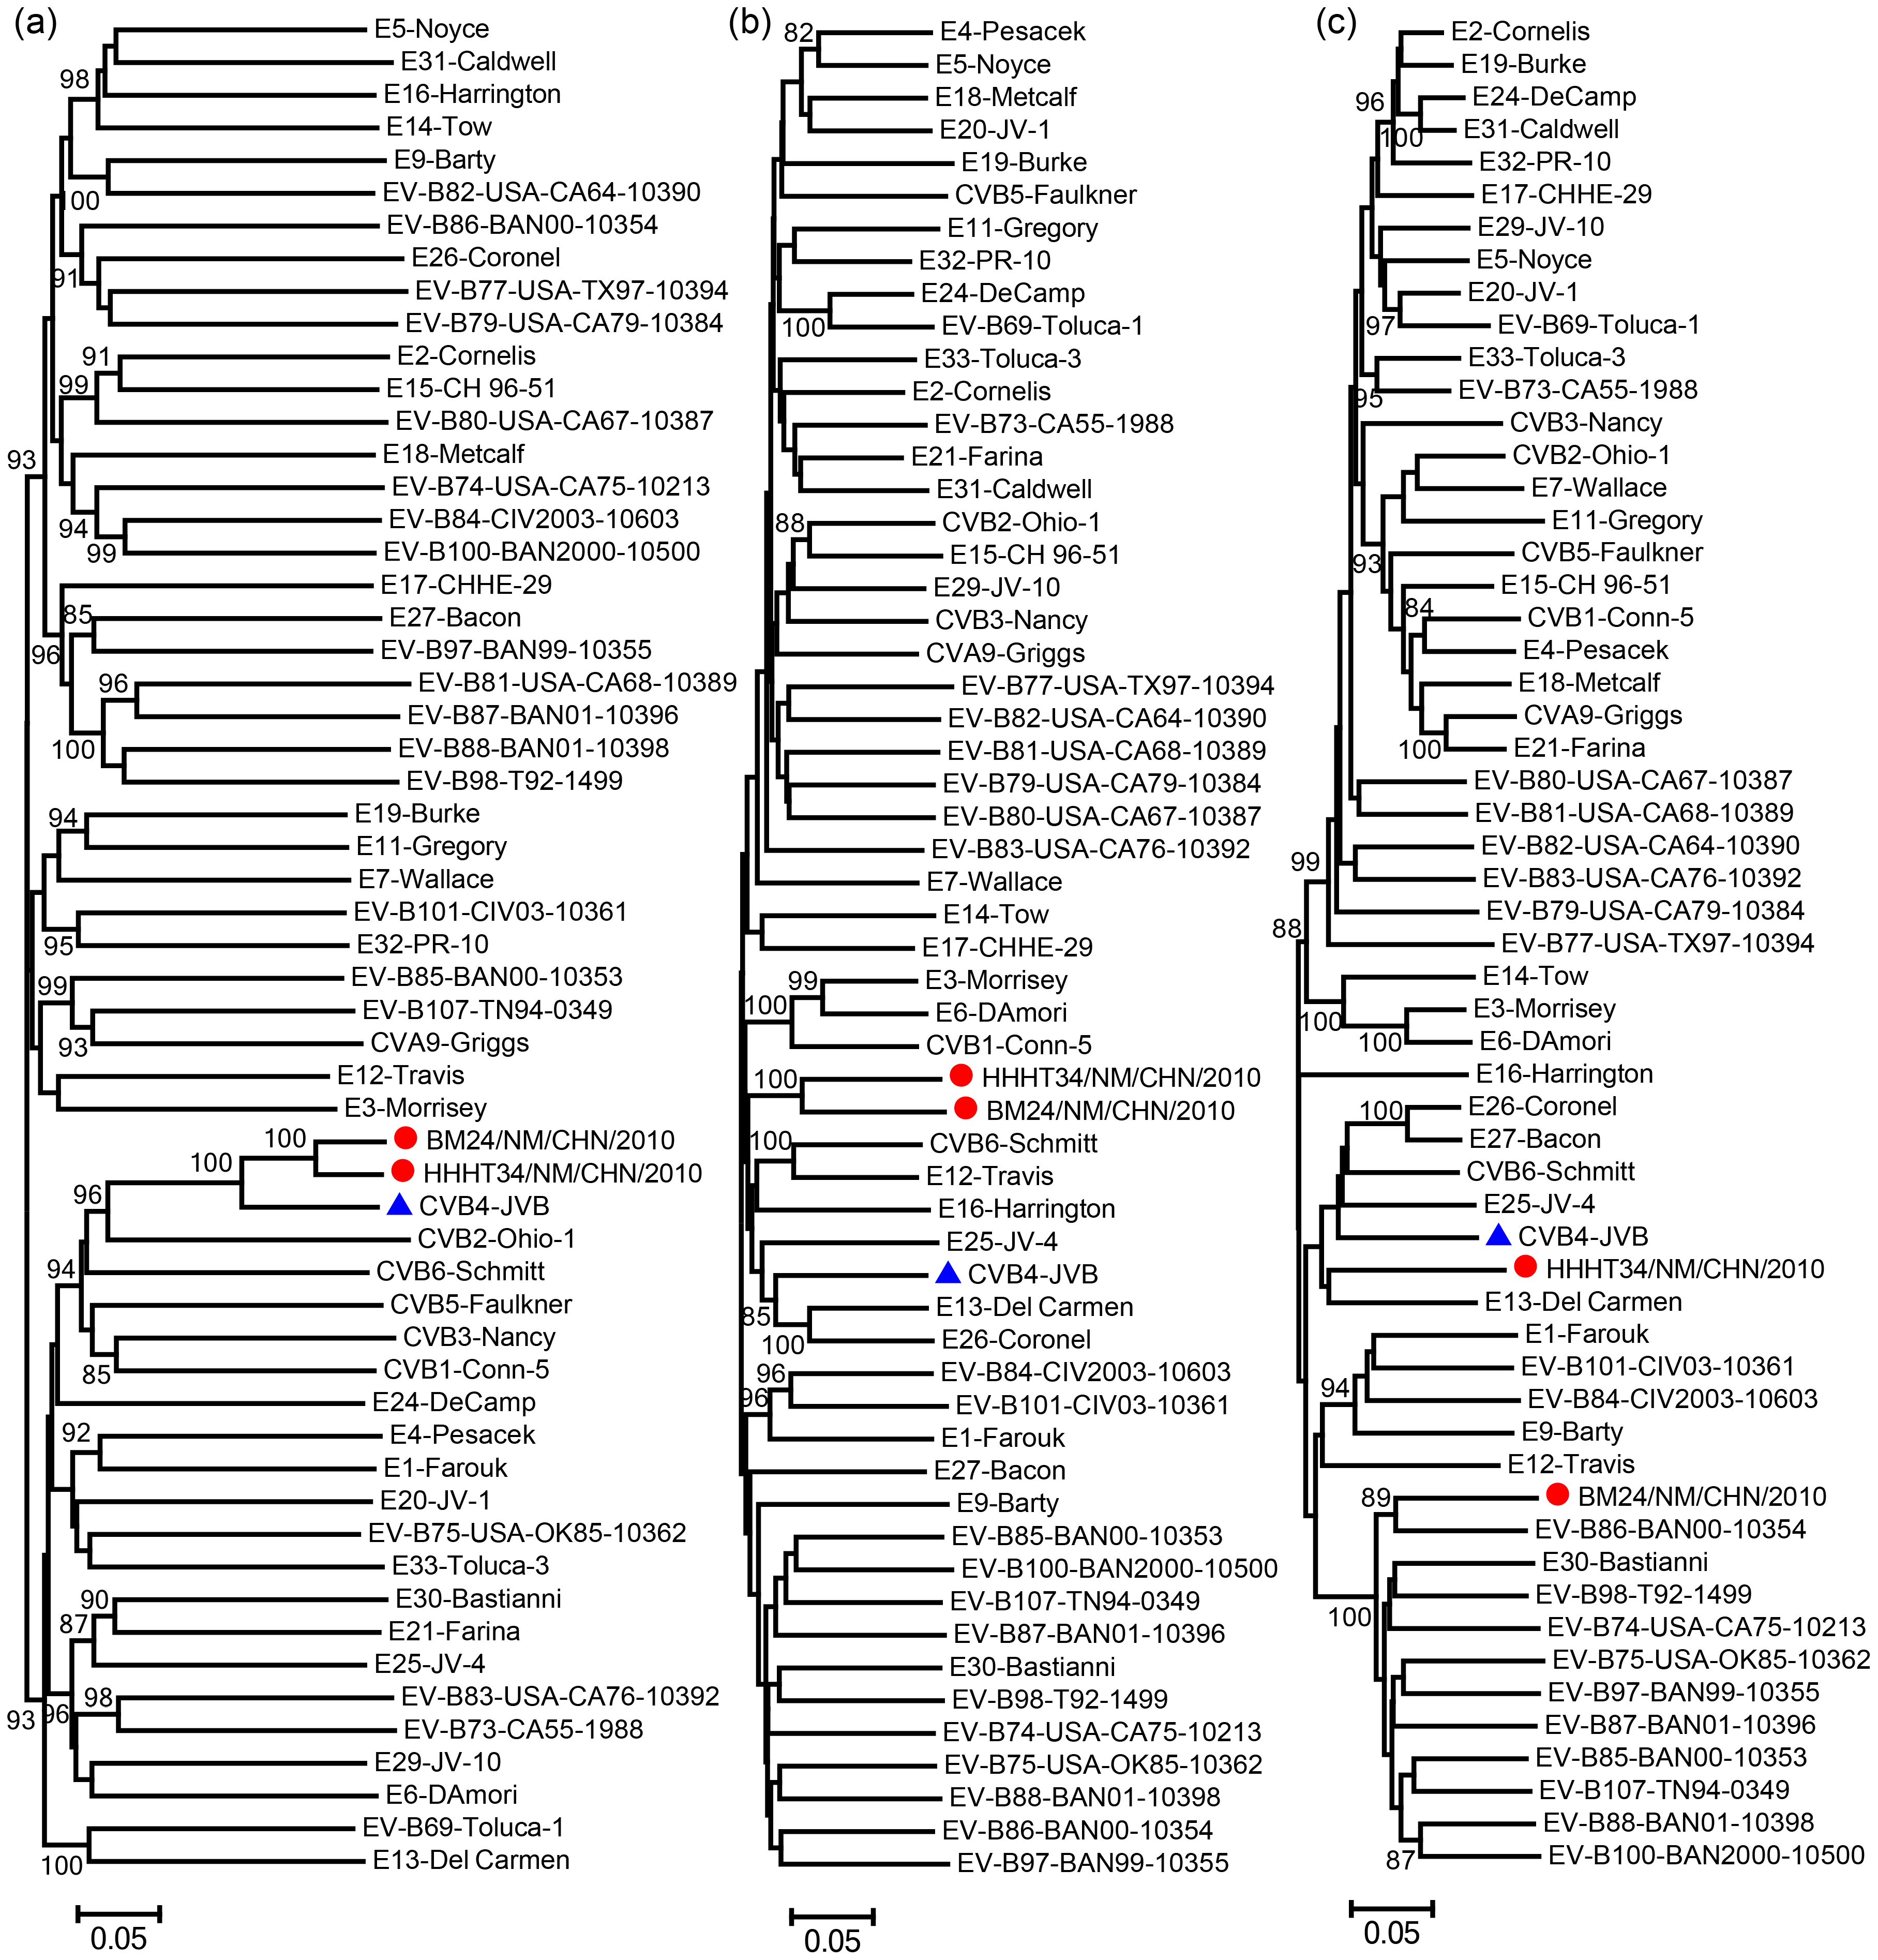 (a)
E5-Noyce
E31-Caldwell
98
E16-Harrington
E14-Tow
E9-Barty
EV-B82-USA-CA64-10390
100
EV-B86-BAN00-10354
E26-Coronel
91
EV-B77-USA-TX97-10394
EV-B79-USA-CA79-10384
91
E2-Cornelis
99
E15-CH 96-51
EV-B80-USA-CA67-10387
93
E18-Metcalf
EV-B74-USA-CA75-10213
94
EV-B84-CIV2003-10603
99
EV-B100-BAN2000-10500
E17-CHHE-29
85
E27-Bacon
96
EV-B97-BAN99-10355
96
EV-B81-USA-CA68-10389
EV-B87-BAN01-10396
100
EV-B88-BAN01-10398
EV-B98-T92-1499
94
E19-Burke
E11-Gregory
E7-Wallace
EV-B101-CIV03-10361
95
E32-PR-10
99
EV-B85-BAN00-10353
EV-B107-TN94-0349
93
CVA9-Griggs
E12-Travis
E3-Morrisey
100
BM24/NM/CHN/2010
100
HHHT34/NM/CHN/2010
96
CVB4-JVB
CVB2-Ohio-1
94
CVB6-Schmitt
CVB5-Faulkner
CVB3-Nancy
85
CVB1-Conn-5
E24-DeCamp
92
E4-Pesacek
E1-Farouk
E20-JV-1
EV-B75-USA-OK85-10362
E33-Toluca-3
90
E30-Bastianni
87
E21-Farina
E25-JV-4
98
EV-B83-USA-CA76-10392
93
96
EV-B73-CA55-1988
E29-JV-10
E6-DAmori
EV-B69-Toluca-1
100
E13-Del Carmen
0.05
(b)
82
E4-Pesacek
E5-Noyce
E18-Metcalf
E20-JV-1
E19-Burke
CVB5-Faulkner
E11-Gregory
E32-PR-10
E24-DeCamp
100
EV-B69-Toluca-1
E33-Toluca-3
E2-Cornelis
EV-B73-CA55-1988
E21-Farina
E31-Caldwell
88
CVB2-Ohio-1
E15-CH 96-51
E29-JV-10
CVB3-Nancy
CVA9-Griggs
EV-B77-USA-TX97-10394
EV-B82-USA-CA64-10390
EV-B81-USA-CA68-10389
EV-B79-USA-CA79-10384
EV-B80-USA-CA67-10387
EV-B83-USA-CA76-10392
E7-Wallace
E14-Tow
E17-CHHE-29
99
E3-Morrisey
100
E6-DAmori
CVB1-Conn-5
100
HHHT34/NM/CHN/2010
BM24/NM/CHN/2010
100
CVB6-Schmitt
E12-Travis
E16-Harrington
E25-JV-4
CVB4-JVB
85
E13-Del Carmen
100
E26-Coronel
96
EV-B84-CIV2003-10603
96
EV-B101-CIV03-10361
E1-Farouk
E27-Bacon
E9-Barty
EV-B85-BAN00-10353
EV-B100-BAN2000-10500
EV-B107-TN94-0349
EV-B87-BAN01-10396
E30-Bastianni
EV-B98-T92-1499
EV-B74-USA-CA75-10213
EV-B75-USA-OK85-10362
EV-B88-BAN01-10398
EV-B86-BAN00-10354
EV-B97-BAN99-10355
0.05
(c)
E2-Cornelis
E19-Burke
96
E24-DeCamp
100
E31-Caldwell
E32-PR-10
E17-CHHE-29
E29-JV-10
E5-Noyce
E20-JV-1
97
EV-B69-Toluca-1
E33-Toluca-3
95
EV-B73-CA55-1988
CVB3-Nancy
CVB2-Ohio-1
E7-Wallace
E11-Gregory
93
CVB5-Faulkner
E15-CH 96-51
84
CVB1-Conn-5
E4-Pesacek
E18-Metcalf
CVA9-Griggs
100
E21-Farina
EV-B80-USA-CA67-10387
EV-B81-USA-CA68-10389
99
EV-B82-USA-CA64-10390
EV-B83-USA-CA76-10392
EV-B79-USA-CA79-10384
88
EV-B77-USA-TX97-10394
E14-Tow
100
E3-Morrisey
100
E6-DAmori
E16-Harrington
100
E26-Coronel
E27-Bacon
CVB6-Schmitt
E25-JV-4
CVB4-JVB
HHHT34/NM/CHN/2010
E13-Del Carmen
E1-Farouk
EV-B101-CIV03-10361
94
EV-B84-CIV2003-10603
E9-Barty
E12-Travis
89
BM24/NM/CHN/2010
EV-B86-BAN00-10354
E30-Bastianni
100
EV-B98-T92-1499
EV-B74-USA-CA75-10213
EV-B75-USA-OK85-10362
EV-B97-BAN99-10355
EV-B87-BAN01-10396
EV-B85-BAN00-10353
EV-B107-TN94-0349
EV-B88-BAN01-10398
87
EV-B100-BAN2000-10500
0.05